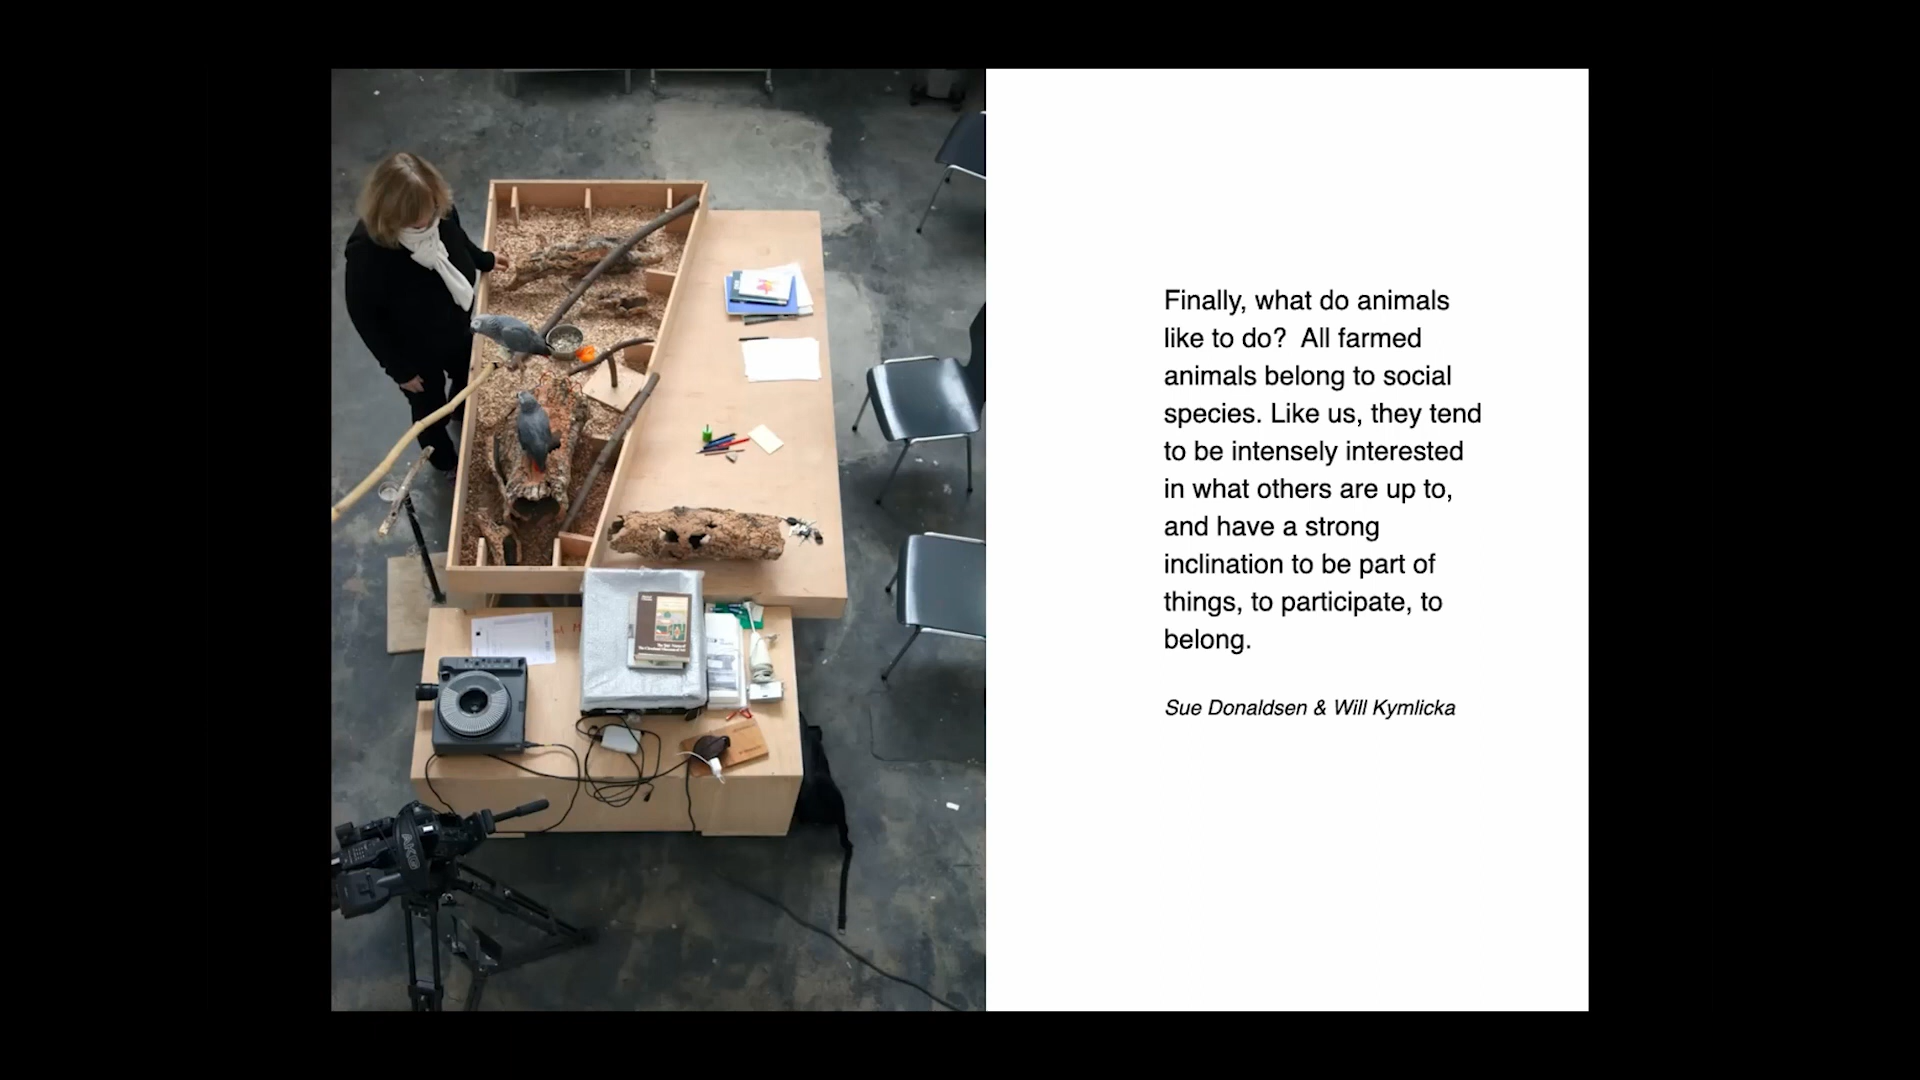 Finally, what do animals
like to do?  All farmed
animals belong to social
species. Like us, they tend
to be intensely interested
in what others are up to,
and have a strong
inclination to be part of
things, to participate, to
belong.
Sue Donaldsen & Will Kymlicka